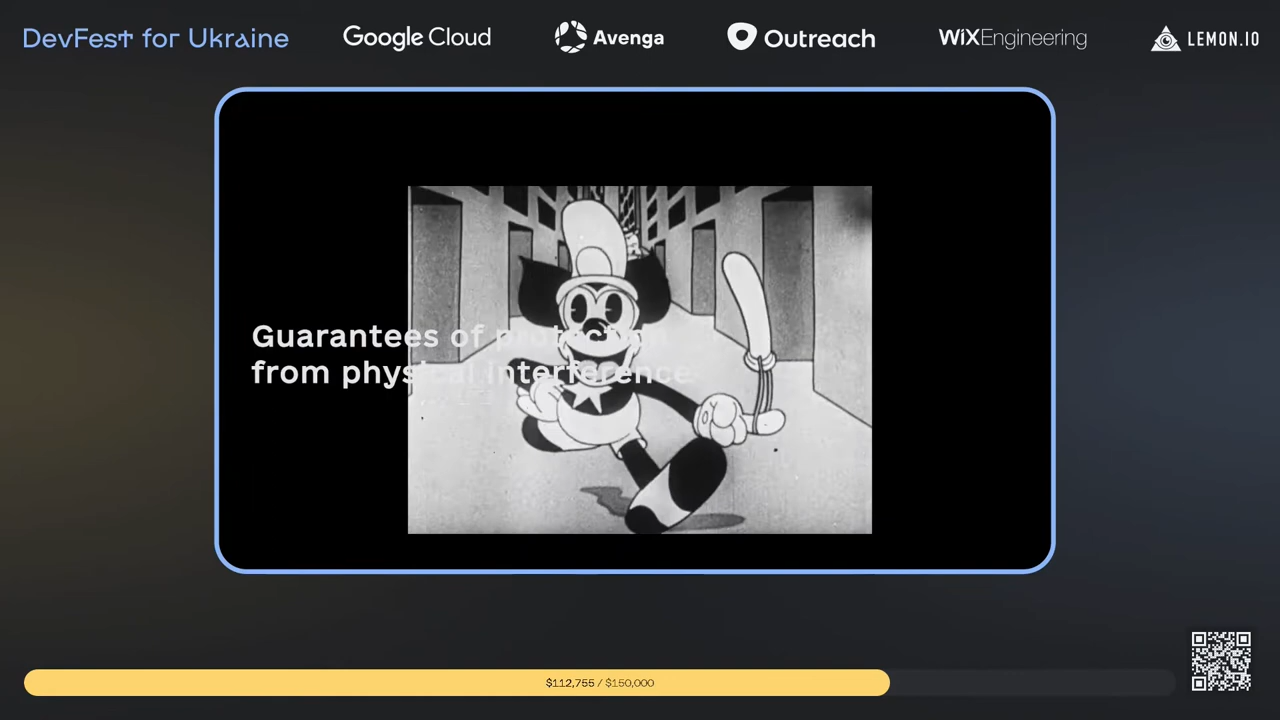 DevFest for Ukraine
Google Cloud
Avenga
Outreach
WiXEngineering
LEMON.IO
Guarantees of protection
from physical interference
$112,755 / $150,000